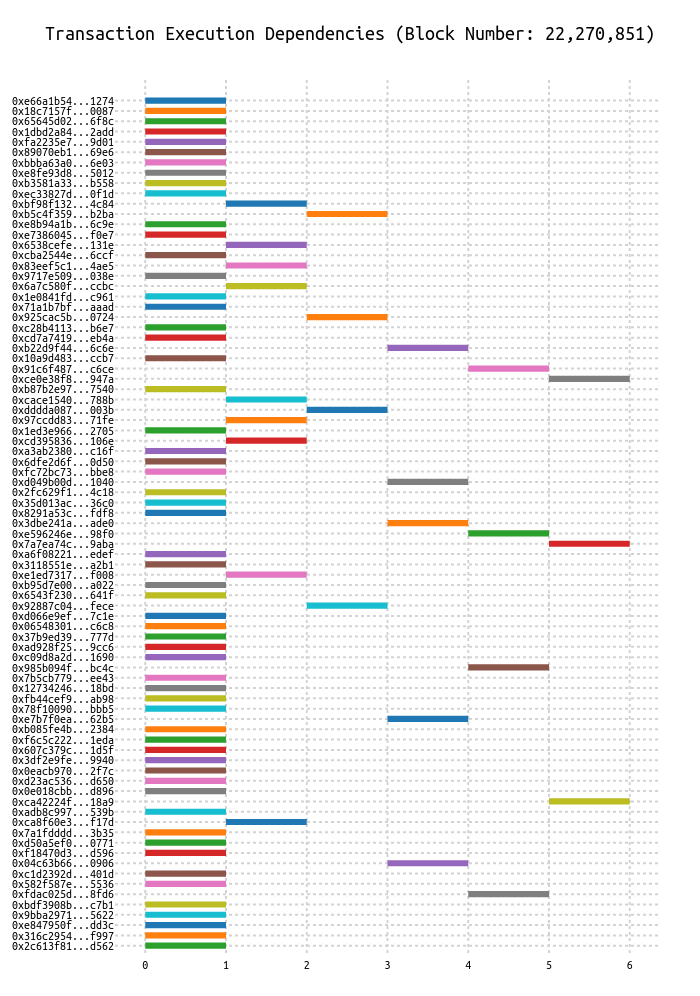 Transaction Execution Dependencies (Block Number: 22,270,851)
0xe66a1b54...1274
0x18c7157f...0087
0x65645d02...6f8c
0x1dbd2a84...2add
0xfa2235e7...9d01
0x89070eb1...69e6
0xbbba63a0...6e03
0xe8fe93d8...5012
0xb3581a33...b558
0xec33827d...0f1d
0xbf98f132...4c84
0xb5c4f359...b2ba
0xe8b94a1b...6c9e
0xe7386045...f0e7
0x6538cefe...131e
0xcba2544e...6ccf
0x83eef5c1...4ae5
0x9717e509...038e
0x6a7c580f...ccbc
0x1e0841fd...c961
0x71a1b7bf...aaad
0x925cac5b...0724
0xc28b4113...b6e7
0xcd7a7419...eb4a
0xb22d9f44...6c6e
0x10a9d483...ccb7
0x91c6f487...c6ce
0xce0e38f8...947a
0xb87b2e97...7540
0xcace1540...788b
0xdddda087...003b
0x97ccdd83...71fe
0x1ed3e966...2705
0xcd395836...106e
0xa3ab2380...c16f
0x6dfe2d6f...0d50
0xfc72bc73...bbe8
0xd049b00d...1040
0x2fc629f1...4c18
0x35d013ac...36c0
0x8291a53c...fdf8
0x3dbe241a...ade0
0xe596246e...98f0
0x7a7ea74c...9aba
0xa6f08221...edef
0x3118551e...a2b1
0xe1ed7317...f008
0xb95d7e00...a022
0x6543f230...641f
0x92887c04...fece
0xd066e9ef...7c1e
0x06548301...c6c8
0x37b9ed39...777d
0xad928f25...9cc6
0xc09d8a2d...1690
0x985b094f...bc4c
0x7b5cb779...ee43
0x12734246...18bd
0xfb44cef9...ab98
0x78f10090...bbb5
0xe7b7f0ea...62b5
0xb085fe4b...2384
0xf6c5c222...1eda
0x607c379c...1d5f
0x3df2e9fe...9940
0x0eacb970...2f7c
0xd23ac536...d650
0x0e018cbb...d896
0xca42224f...18a9
0xadb8c997...539b
0xca8f60e3...f17d
0x7a1fdddd...3b35
0xd50a5ef0...0771
0xf18470d3...d596
0x04c63b66...0906
0xc1d2392d...401d
0x582f587e...5536
0xfdac025d...8fd6
0xbdf3908b...c7b1
0x9bba2971...5622
0xe847950f...dd3c
0x316c2954...f997
0x2c613f81...d562
0 1 2 3 4 5 6